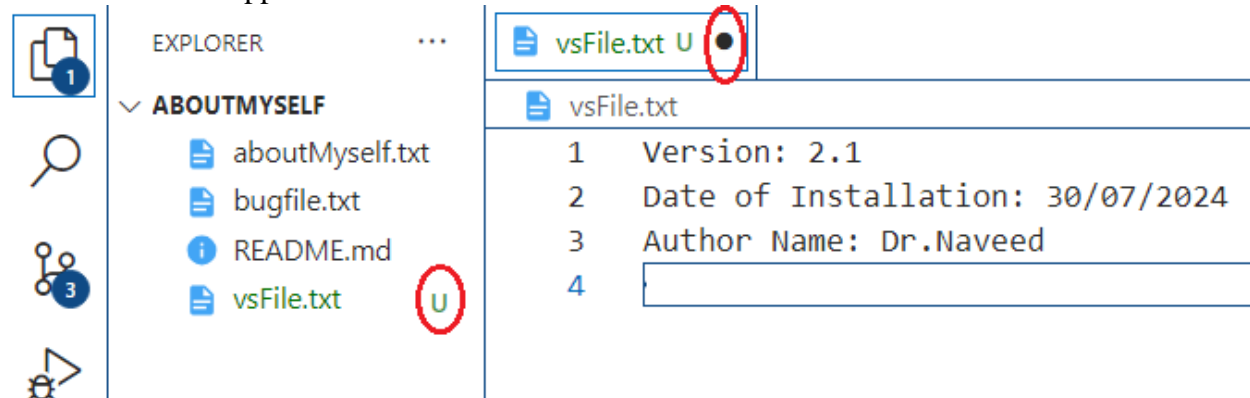 EXPLORER ...
1
ABOUTMYSELF
aboutMyself.txt
bugfile.txt
README.md
3
vsFile.txt U
vsFile.txt U
vsFile.txt
1 Version: 2.1
2 Date of Installation: 30/07/2024
3 Author Name: Dr.Naveed
4